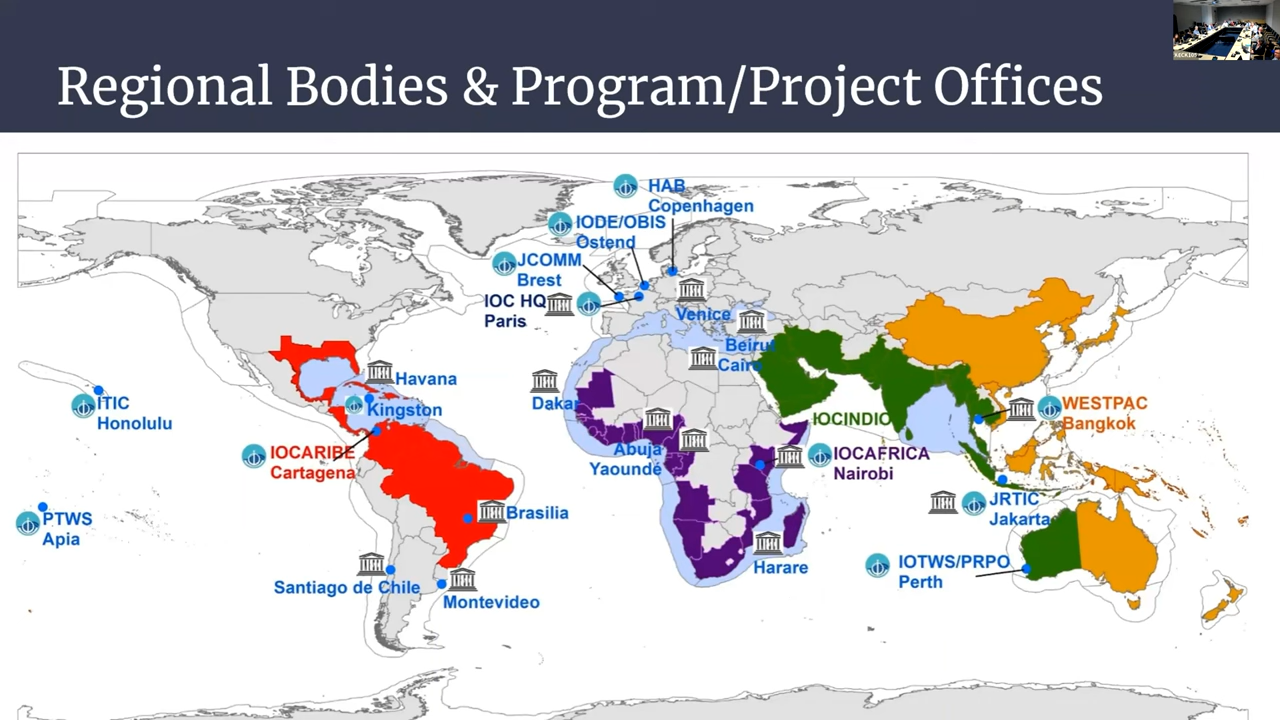 Regional Bodies & Program/Project Offices
HAB
Copenhagen
IODE/OBIS
Ostend
JCOMM
Brest
IOC HQ
Paris
Venice
Beirut
Cairo
Havana
Kingston
Dakar
ITIC
Honolulu
IOCARIBE
Cartagena
Abuja
Yaoundé
IOCINDIO
WESTPAC
Bangkok
IOCAFRICA
Nairobi
PTWS
Apia
Brasilia
JRTIC
Jakarta
Santiago de Chile
Montevideo
Harare
IOTWS/PRPO
Perth